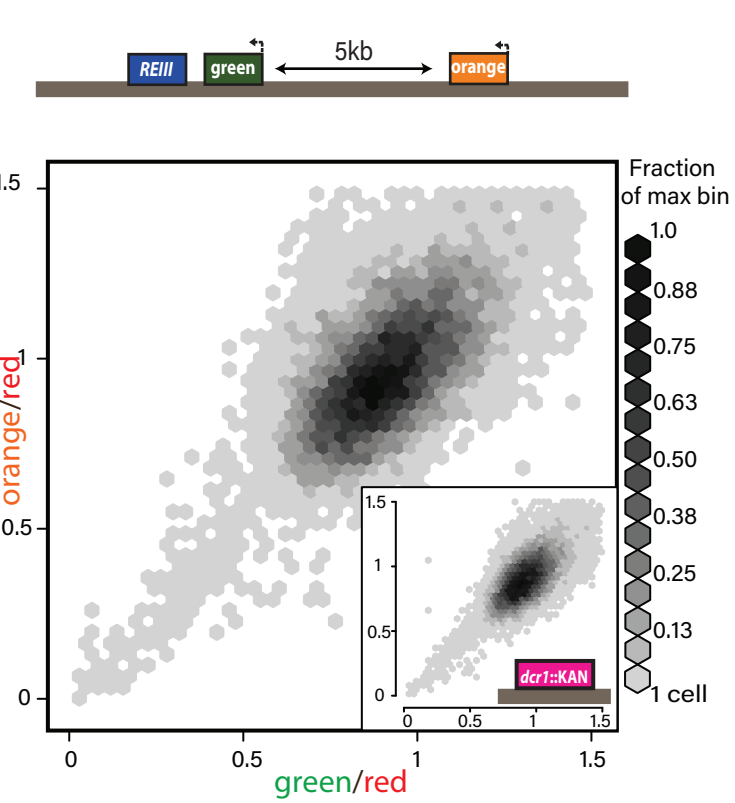 5kb
REIII green orange
Fraction
of max bin
1.0
0.88
0.75
0.63
0.50
0.38
0.25
0.13
1 cell
1.5
1
0.5
0
orange/red
0 0.5 1 1.5
green/red
1.5
1
0.5
0
dcr1::KAN
0 0.5 1 1.5